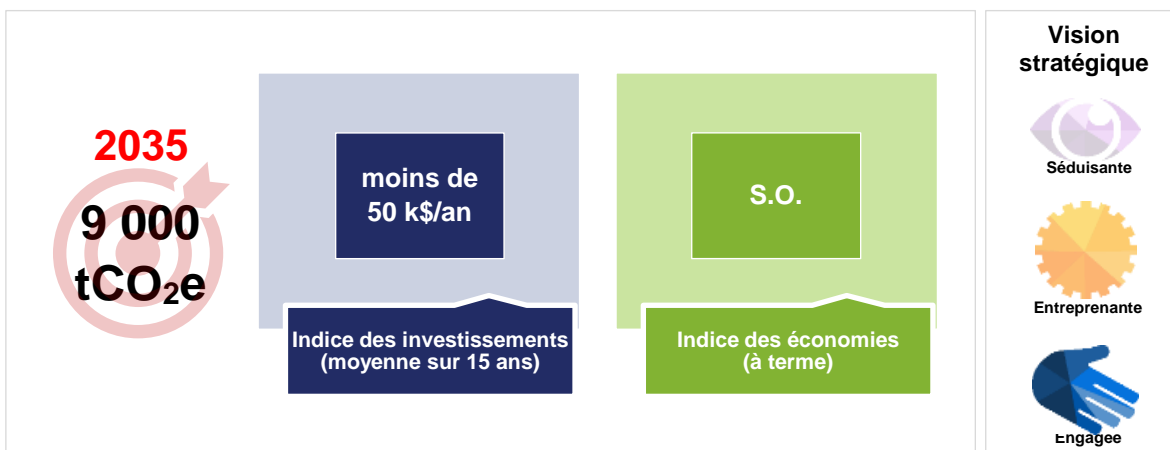 2035
9 000
tCO₂e
moins de
50 k$/an
Indice des investissements
(moyenne sur 15 ans)
S.O.
Indice des économies
(à terme)
Vision
stratégique
Séduisante
Entreprenante
Engagée